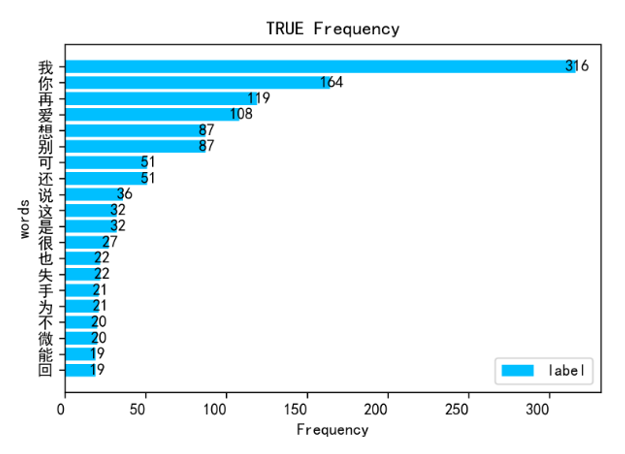 TRUE Frequency
我 316
你 164
再 119
爱 108
想 87
别 87
可 51
还 51
说 36
这 32
是 32
很 27
也 22
失 22
手 21
为 21
不 20
微 20
能 19
回 19
words
label
0 50 100 150 200 250 300
Frequency